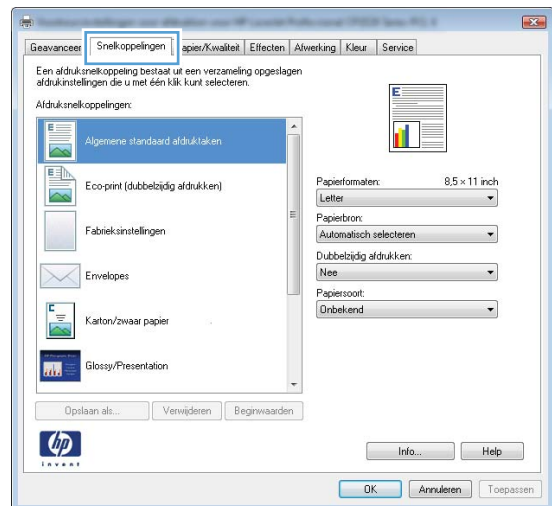 Geavanceer Snelkoppelingen apier/Kwaliteit Effecten Afwerking Kleur Service
Een afdruksnelkoppeling bestaat uit een verzameling opgeslagen
afdrukinstellingen die u met één klik kunt selecteren.
Afdruksnelkoppelingen:
Algemene standaard afdruktaken
Eco-print (dubbelzijdig afdrukken)
Fabrieksinstellingen
Envelopes
Karton/zwaar papier
Glossy/Presentation
Opslaan als... Verwijderen Beginwaarden
E
Papierformaten: 8,5 × 11 inch
Letter
Papierbron:
Automatisch selecteren
Dubbelzijdig afdrukken:
Nee
Papiersoort:
Onbekend
hp
invent
Info... Help
OK Annuleren Toepassen